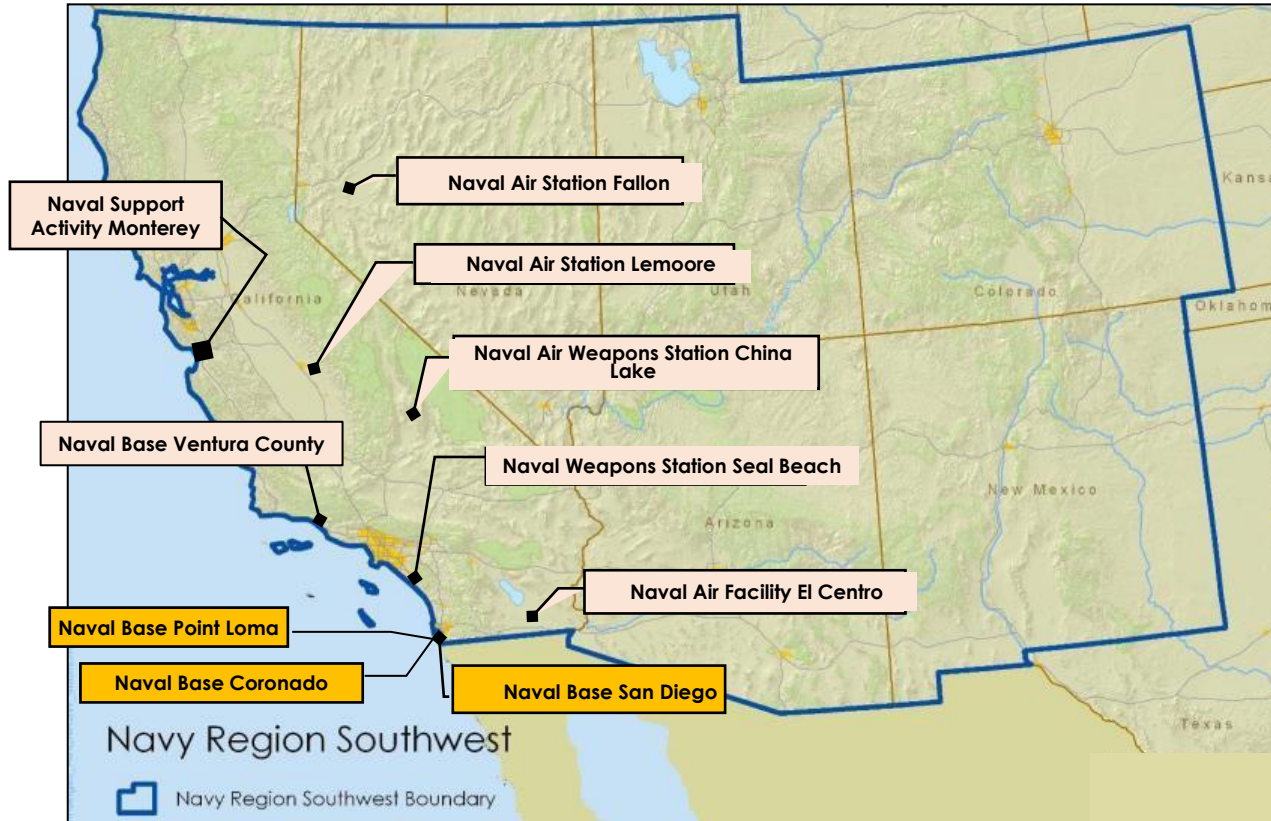 Naval Air Station Fallon
Kansa
Naval Support
Activity Monterey
Naval Air Station Lemoore
California
Nevada
Utah
Colorado
Oklahom
Naval Air Weapons Station China
Lake
Naval Base Ventura County
Naval Weapons Station Seal Beach
New Mexico
Arizona
Naval Air Facility El Centro
Naval Base Point Loma
Naval Base Coronado
Naval Base San Diego
Texas
Navy Region Southwest
Navy Region Southwest Boundary